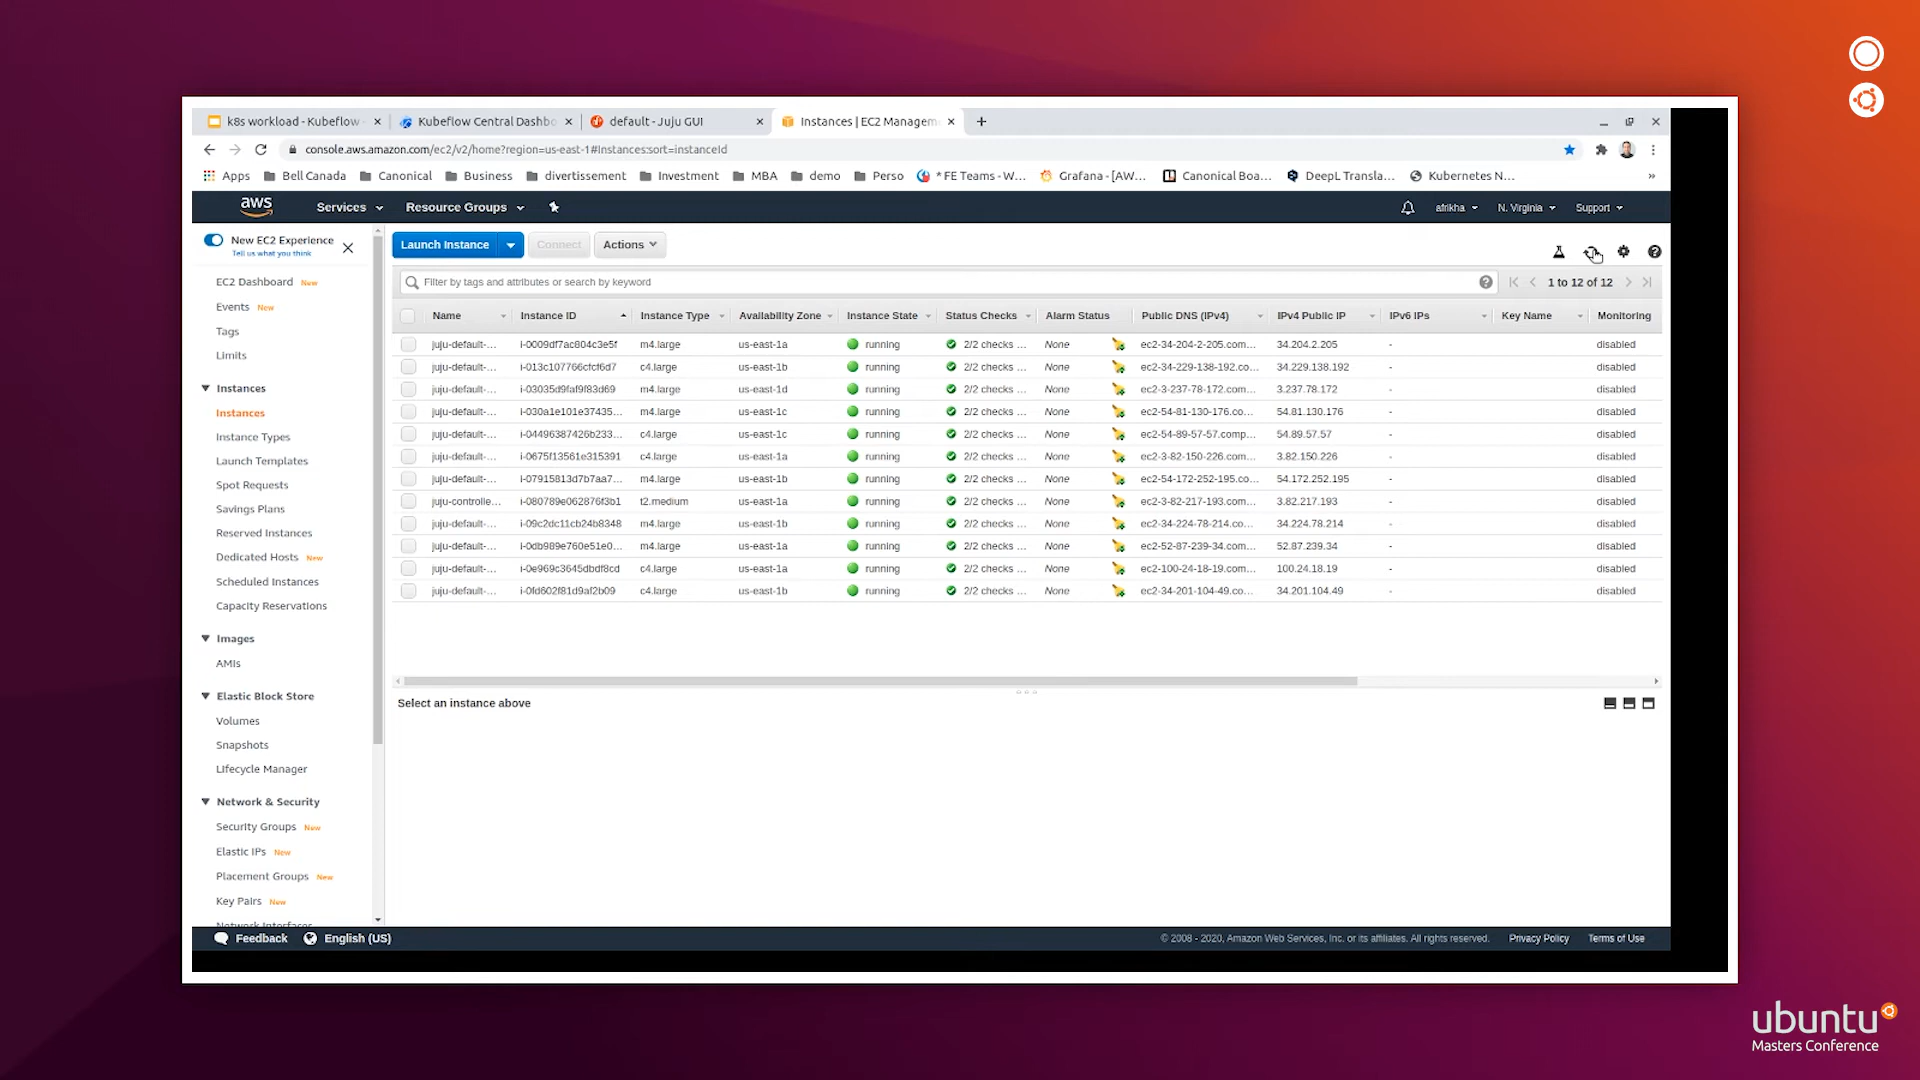 k8s workload - Kubeflow
Kubeflow Central Dashbo
default - Juju GUI
Instances | EC2 Managem
console.aws.amazon.com/ec2/v2/home?region=us-east-1#Instances:sort=instanceId
Apps Bell Canada Canonical Business divertissement Investment MBA demo Perso * FE Teams - W... Grafana - [AW... Canonical Boa... DeepL Transla... Kubernetes N... »
aws Services Resource Groups afrikha N. Virginia Support
New EC2 Experience
Tell us what you think
EC2 Dashboard New
Events New
Tags
Limits
Instances
Instances
Instance Types
Launch Templates
Spot Requests
Savings Plans
Reserved Instances
Dedicated Hosts New
Scheduled Instances
Capacity Reservations
Images
AMIs
Elastic Block Store
Volumes
Snapshots
Lifecycle Manager
Network & Security
Security Groups New
Elastic IPs New
Placement Groups New
Key Pairs New
Network Interfaces
Launch Instance Connect Actions
Filter by tags and attributes or search by keyword
1 to 12 of 12
Name Instance ID Instance Type Availability Zone Instance State Status Checks Alarm Status Public DNS (IPv4) IPv4 Public IP IPv6 IPs Key Name Monitoring
juju-default-... i-0009df7ac804c3e5f m4.large us-east-1a running 2/2 checks ... None ec2-34-204-2-205.com... 34.204.2.205 - disabled
juju-default-... i-013c107766cfcf6d7 c4.large us-east-1b running 2/2 checks ... None ec2-34-229-138-192.co... 34.229.138.192 - disabled
juju-default-... i-03035d9faf9f83d69 m4.large us-east-1d running 2/2 checks ... None ec2-3-237-78-172.com... 3.237.78.172 - disabled
juju-default-... i-030a1e101e37435... m4.large us-east-1c running 2/2 checks ... None ec2-54-81-130-176.co... 54.81.130.176 - disabled
juju-default-... i-04496387426b233... c4.large us-east-1c running 2/2 checks ... None ec2-54-89-57-57.comp... 54.89.57.57 - disabled
juju-default-... i-0675f13561e315391 c4.large us-east-1a running 2/2 checks ... None ec2-3-82-150-226.com... 3.82.150.226 - disabled
juju-default-... i-07915813d7b7aa7... m4.large us-east-1b running 2/2 checks ... None ec2-54-172-252-195.co... 54.172.252.195 - disabled
juju-controlle... i-080789e062876f3b1 t2.medium us-east-1a running 2/2 checks ... None ec2-3-82-217-193.com... 3.82.217.193 - disabled
juju-default-... i-09c2dc11cb24b8348 m4.large us-east-1b running 2/2 checks ... None ec2-34-224-78-214.co... 34.224.78.214 - disabled
juju-default-... i-0db989e760e51e0... m4.large us-east-1a running 2/2 checks ... None ec2-52-87-239-34.com... 52.87.239.34 - disabled
juju-default-... i-0e969c3645dbdf8cd c4.large us-east-1a running 2/2 checks ... None ec2-100-24-18-19.com... 100.24.18.19 - disabled
juju-default-... i-0fd602f81d9af2b09 c4.large us-east-1b running 2/2 checks ... None ec2-34-201-104-49.co... 34.201.104.49 - disabled
Select an instance above
Feedback English (US) © 2008 - 2020, Amazon Web Services, Inc. or its affiliates. All rights reserved. Privacy Policy Terms of Use
ubuntu
Masters Conference